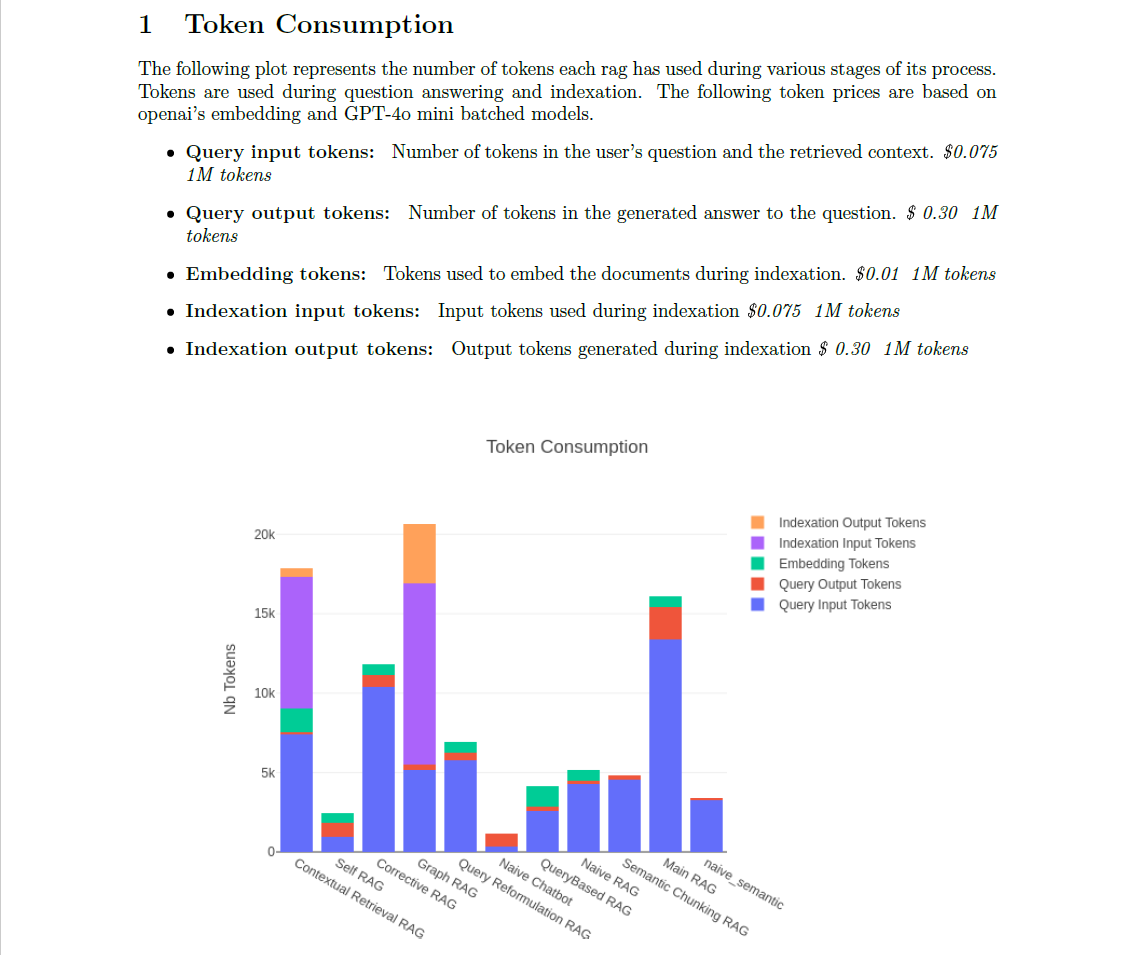 1 Token Consumption
The following plot represents the number of tokens each rag has used during various stages of its process.
Tokens are used during question answering and indexation. The following token prices are based on
openai's embedding and GPT-4o mini batched models.
• Query input tokens: Number of tokens in the user's question and the retrieved context. $0.075
1M tokens
• Query output tokens: Number of tokens in the generated answer to the question. $ 0.30 1M
tokens
• Embedding tokens: Tokens used to embed the documents during indexation. $0.01 1M tokens
• Indexation input tokens: Input tokens used during indexation $0.075 1M tokens
• Indexation output tokens: Output tokens generated during indexation $ 0.30 1M tokens
Token Consumption
Indexation Output Tokens
Indexation Input Tokens
Embedding Tokens
Query Output Tokens
Query Input Tokens
20k
15k
10k
5k
0
Nb Tokens
Contextual Retrieval RAG
Self RAG
Corrective RAG
Graph RAG
Query Reformulation RAG
Naive Chatbot
QueryBased RAG
Naive RAG
Semantic Chunking RAG
Main RAG
naive_semantic